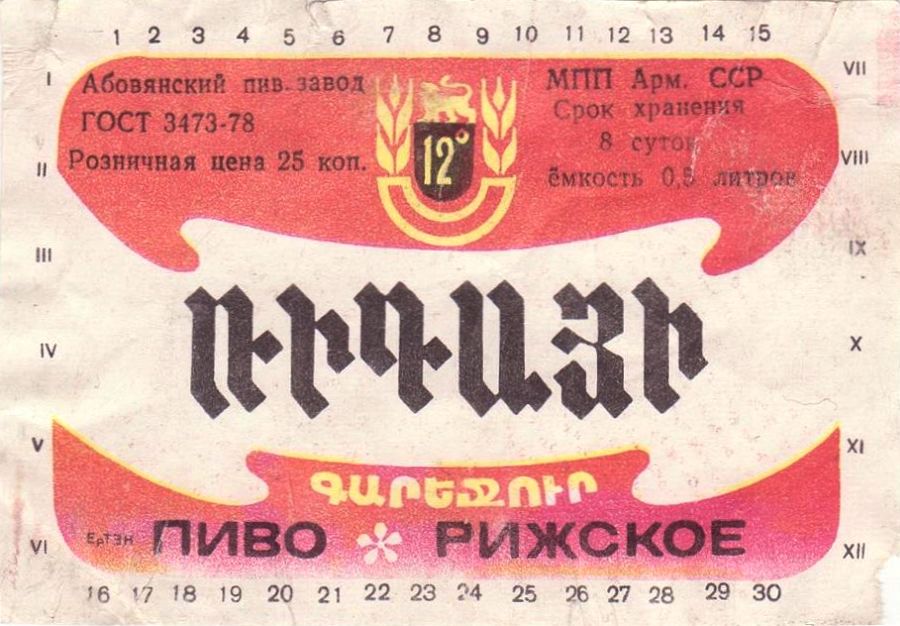 1 2 3 4 5 6 7 8 9 10 11 12 13 14 15
I
II
III
IV
V
VI
Абовянский пив. завод
ГОСТ 3473-78
Розничная цена 25 коп.
12°
МПП Арм. ССР
Срок хранения
8 суток
ёмкость 0,5 литров
VII
VIII
IX
X
XI
XII
ՌԻԳԱՅԻ
ԳԱՐԵՋՈՒՐ
ЕрТЭН
ПИВО РИЖСКОЕ
16 17 18 19 20 21 22 23 24 25 26 27 28 29 30